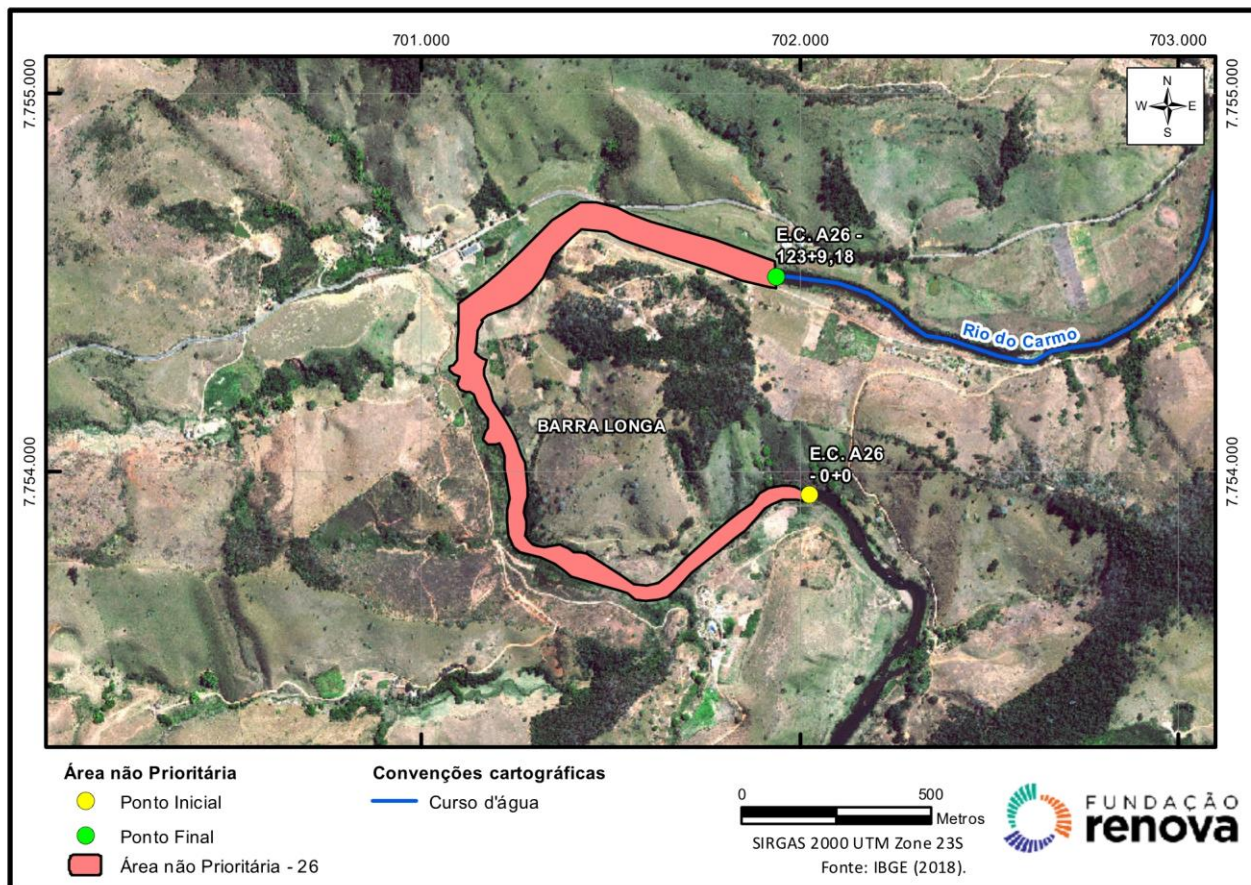 701.000 702.000 703.000
7.755.000
7.755.000
N
W E
S
E.C. A26 -
123+9,18
Rio do Carmo
BARRA LONGA
E.C. A26
- 0+0
7.754.000
7.754.000
Área não Prioritária
Ponto Inicial
Ponto Final
Área não Prioritária - 26
Convenções cartográficas
Curso d'água
0 500
Metros
SIRGAS 2000 UTM Zone 23S
Fonte: IBGE (2018).
FUNDAÇÃO
renova